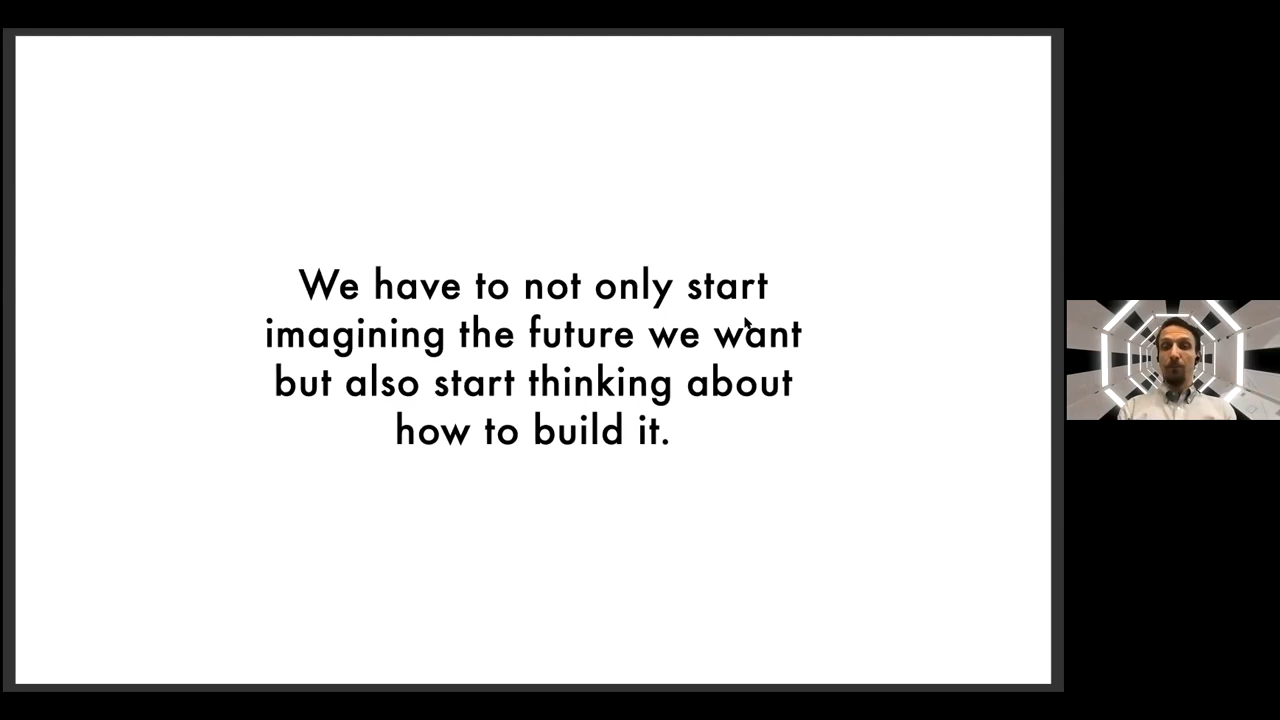 We have to not only start
imagining the future we want
but also start thinking about
how to build it.